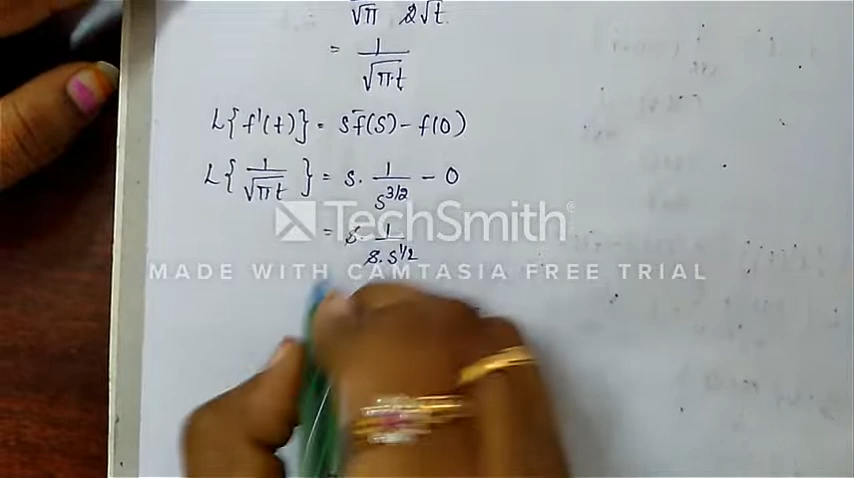 √π 2√t.
= 1/√πt
L{f'(t)} = s f̄(s) - f(0)
L{1/√πt} = s. 1/s^3/2 - 0
= s. 1/s.s^1/2
TechSmith®
MADE WITH CAMTASIA FREE TRIAL